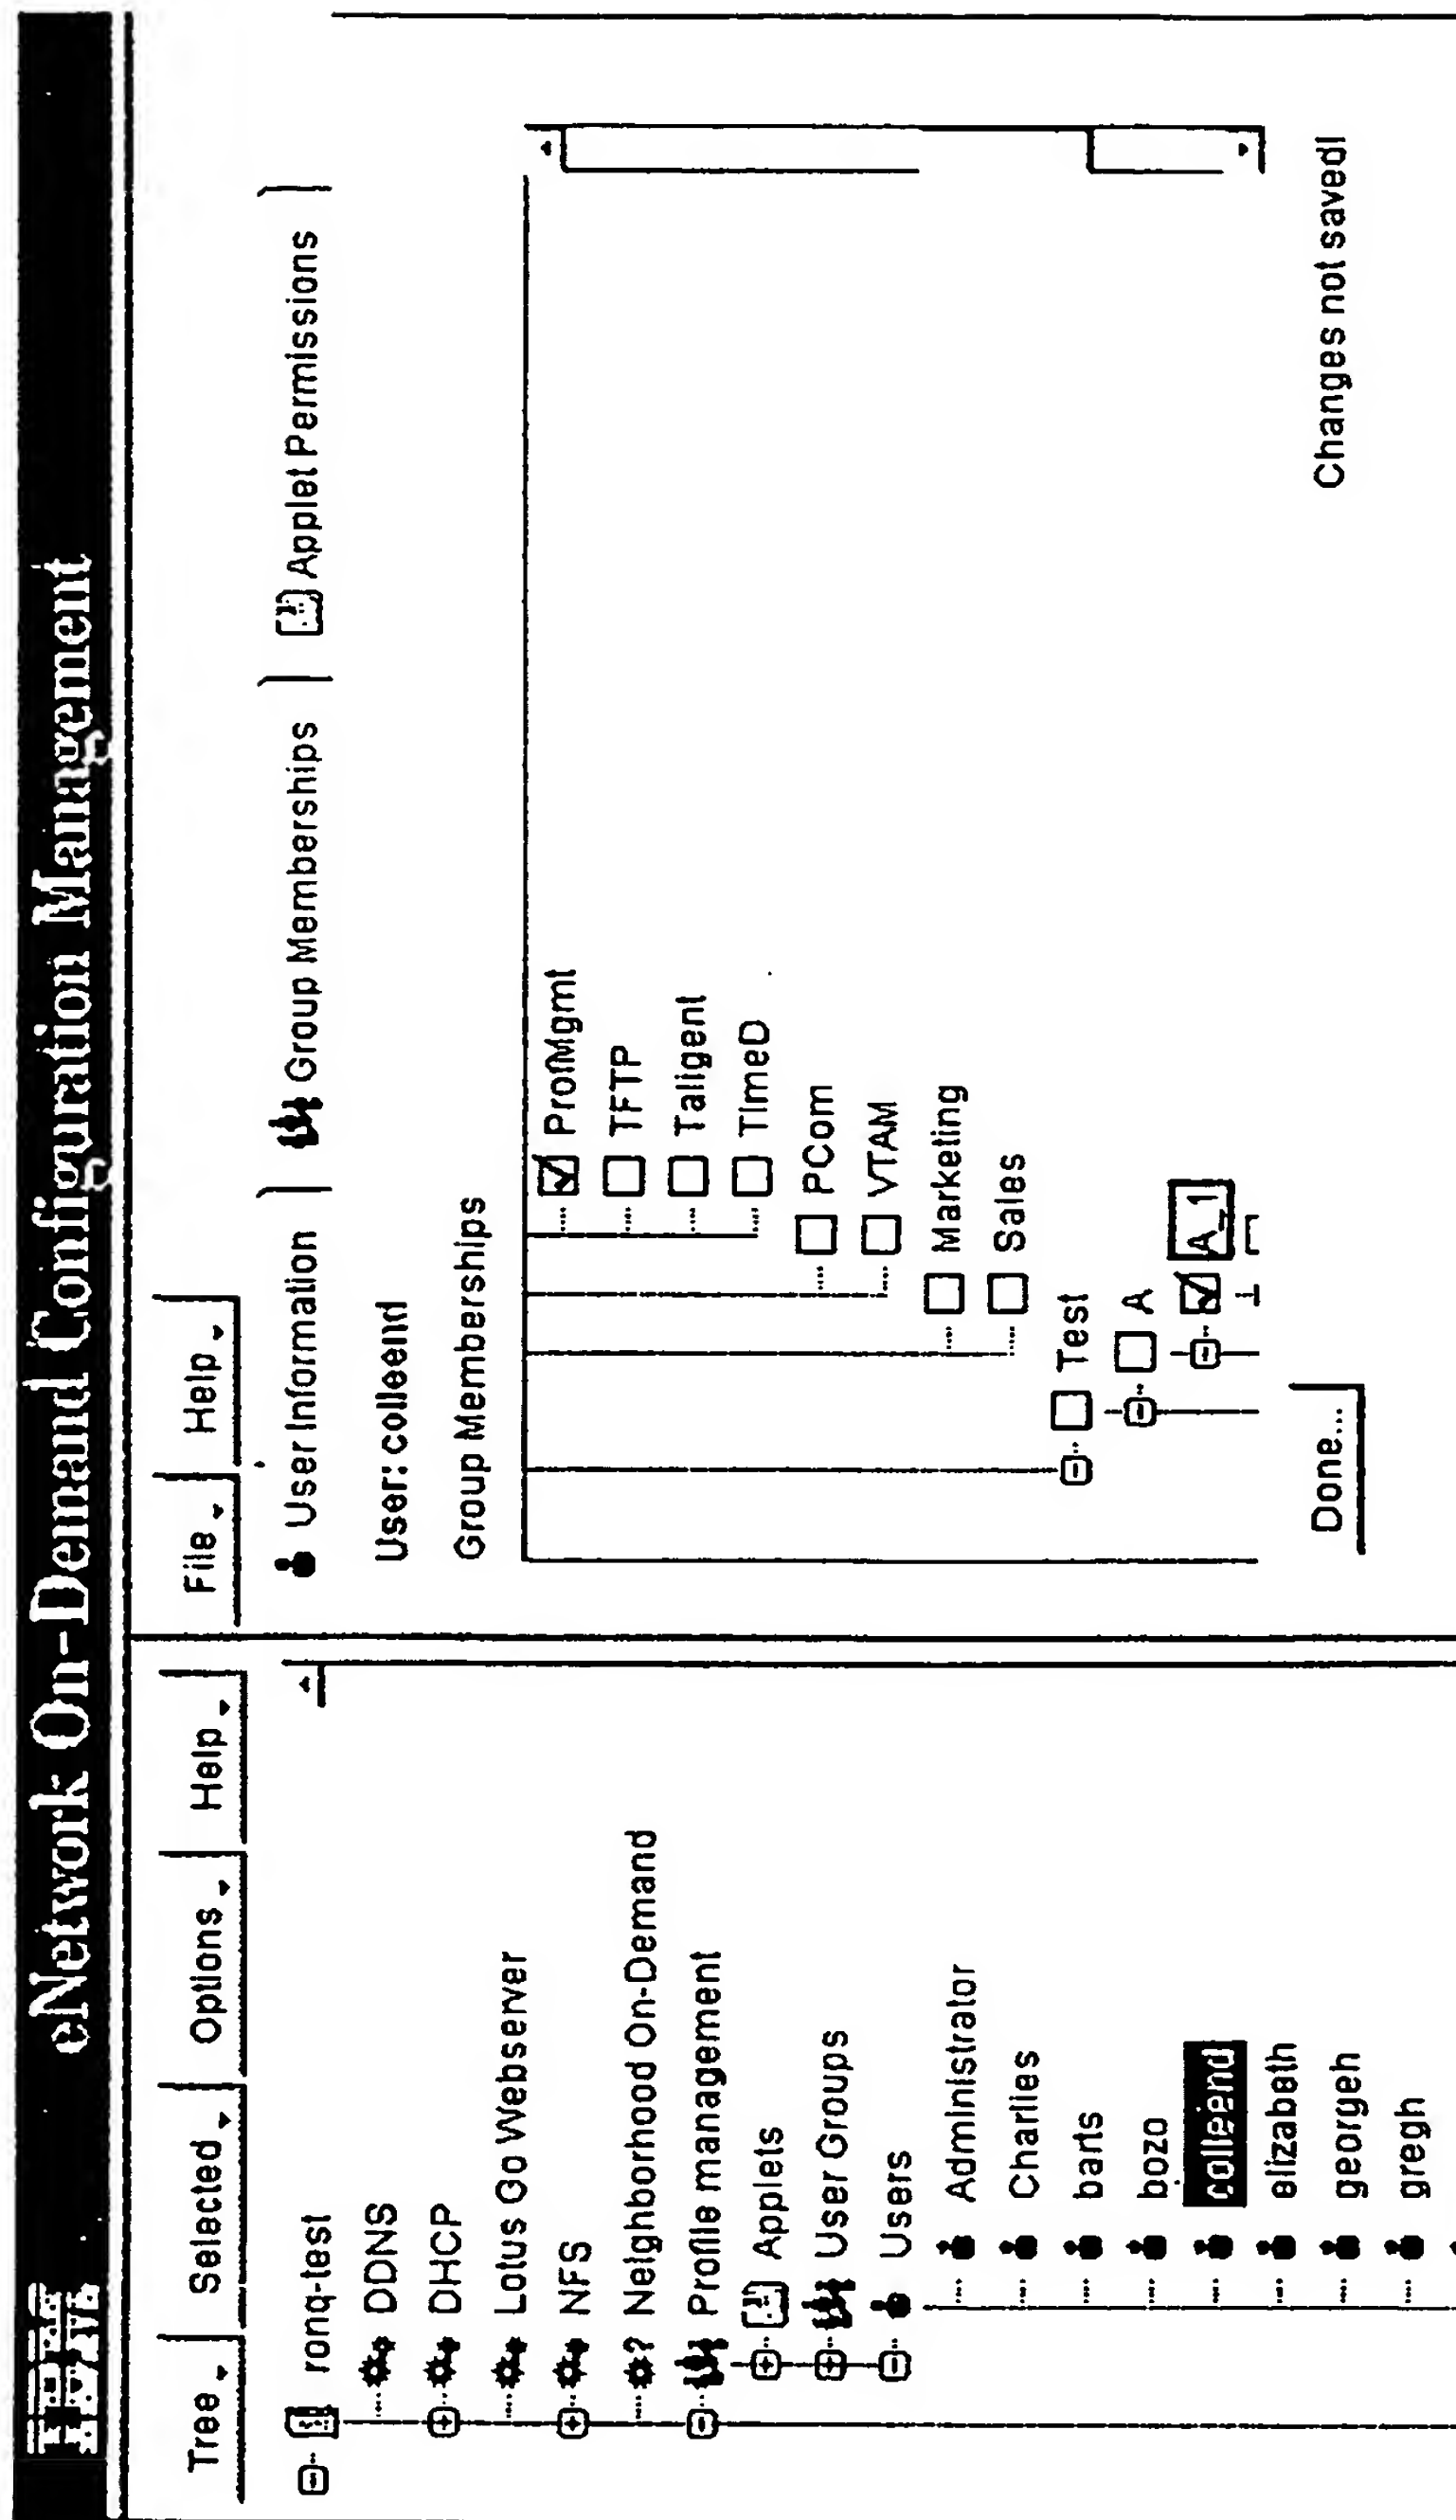 IBM eNetwork On-Demand Configuration Management
Tree Selected Options Help
ronq-test
DDNS
DHCP
Lotus Go Webserver
NFS
Neighborhood On-Demand
Profile management
Applets
User Groups
Users
Administrator
Charlies
barts
bozo
colleend
elizabeth
georgeh
gregh
File Help
User Information Group Memberships Applet Permissions
User: colleend
Group Memberships
ProfMgmt
TFTP
Taligent
TimeD
PCom
VTAM
Marketing
Sales
Test
A
A_1
Done... Changes not saved!